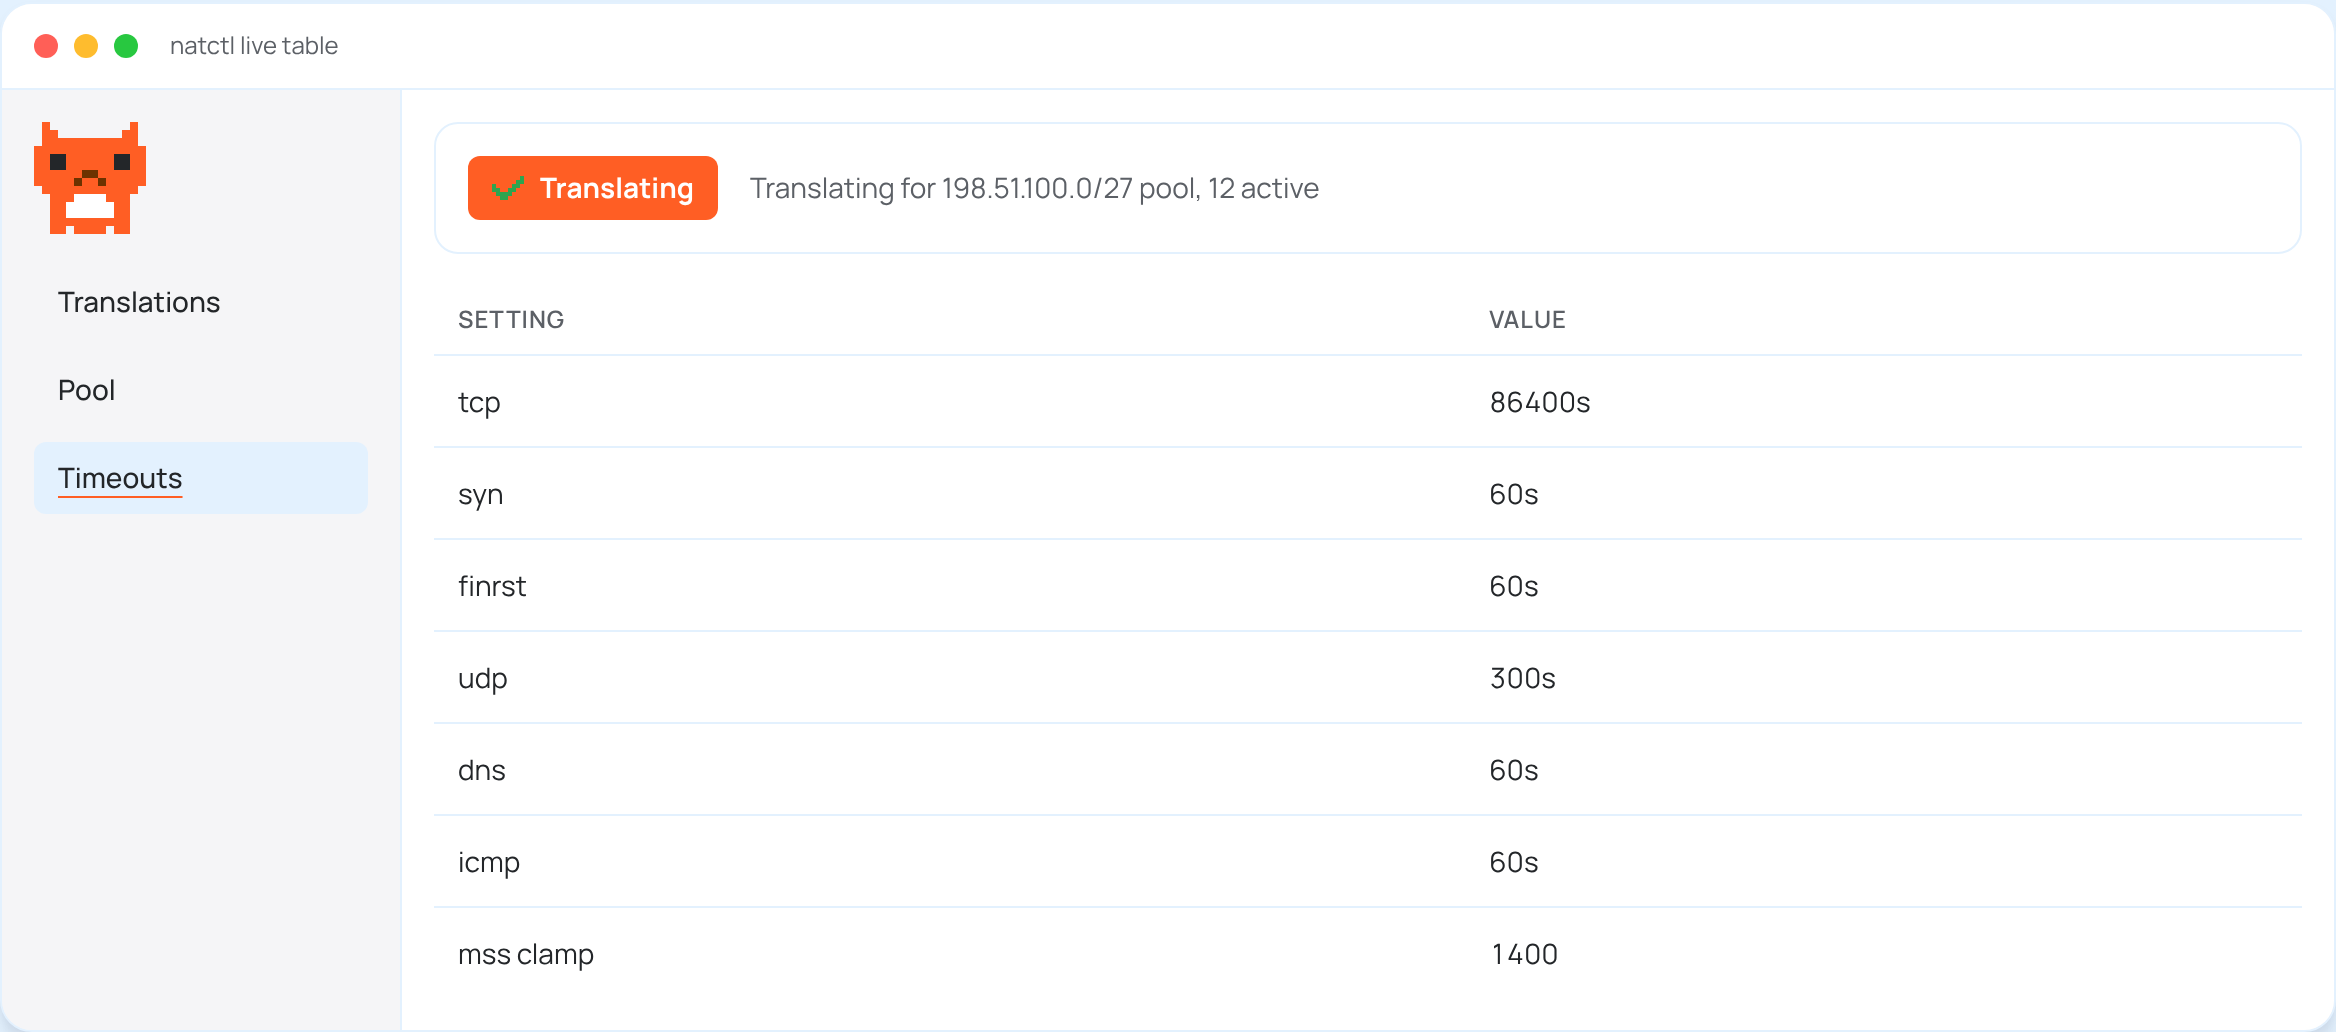 natctl live table
Translations
Pool
Timeouts
Translating
Translating for 198.51.100.0/27 pool, 12 active
SETTING VALUE
tcp 86400s
syn 60s
finrst 60s
udp 300s
dns 60s
icmp 60s
mss clamp 1400